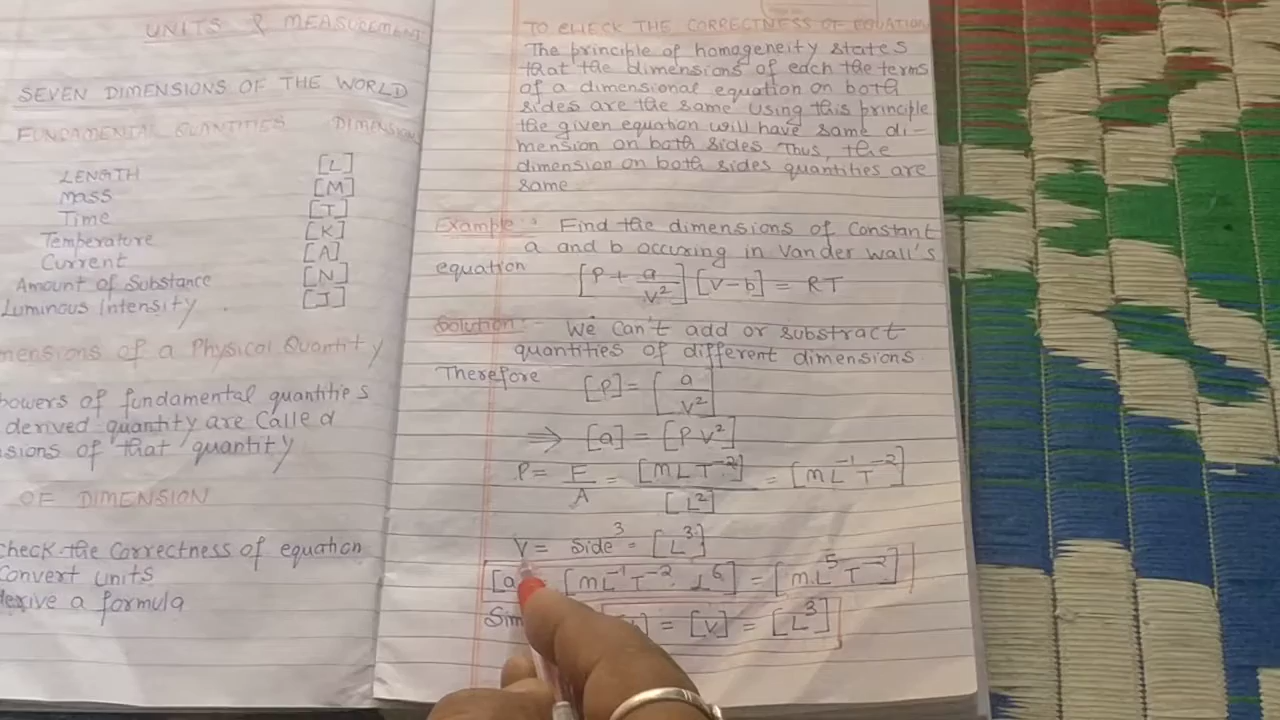 UNITS & MEASUREMENT
SEVEN DIMENSIONS OF THE WORLD
FUNDAMENTAL QUANTITIES DIMENSION
LENGTH [L]
Mass [M]
Time [T]
Temperature [K]
Current [A]
Amount of Substance [N]
Luminous Intensity [J]
mensions of a Physical Quantity
powers of fundamental quantities
derived quantity are called d
sions of that quantity
OF DIMENSION
check the correctness of equation
Convert units
derive a formula
TO CHECK THE CORRECTNESS OF EQUATION
The principle of homogeneity states
that the dimensions of each the terms
of a dimensional equation on both
sides are the same Using this principle
the given equation will have same di-
mension on both sides. Thus, the
dimension on both sides quantities are
same
Example :- Find the dimensions of Constant
a and b occuring in Vander wall's
equation
[P + a/V²] [V-b] = RT
Solution:- We Can't add or substract
quantities of different dimensions.
Therefore [P] = [a/V²]
⇒ [a] = [PV²]
P = F/A = [MLT⁻²]/[L²] = [ML⁻¹T⁻²]
V = Side³ = [L³]
[a = [ML⁻¹T⁻². L⁶] = [ML⁵T⁻²]
Sim ] = [V] = [L³]